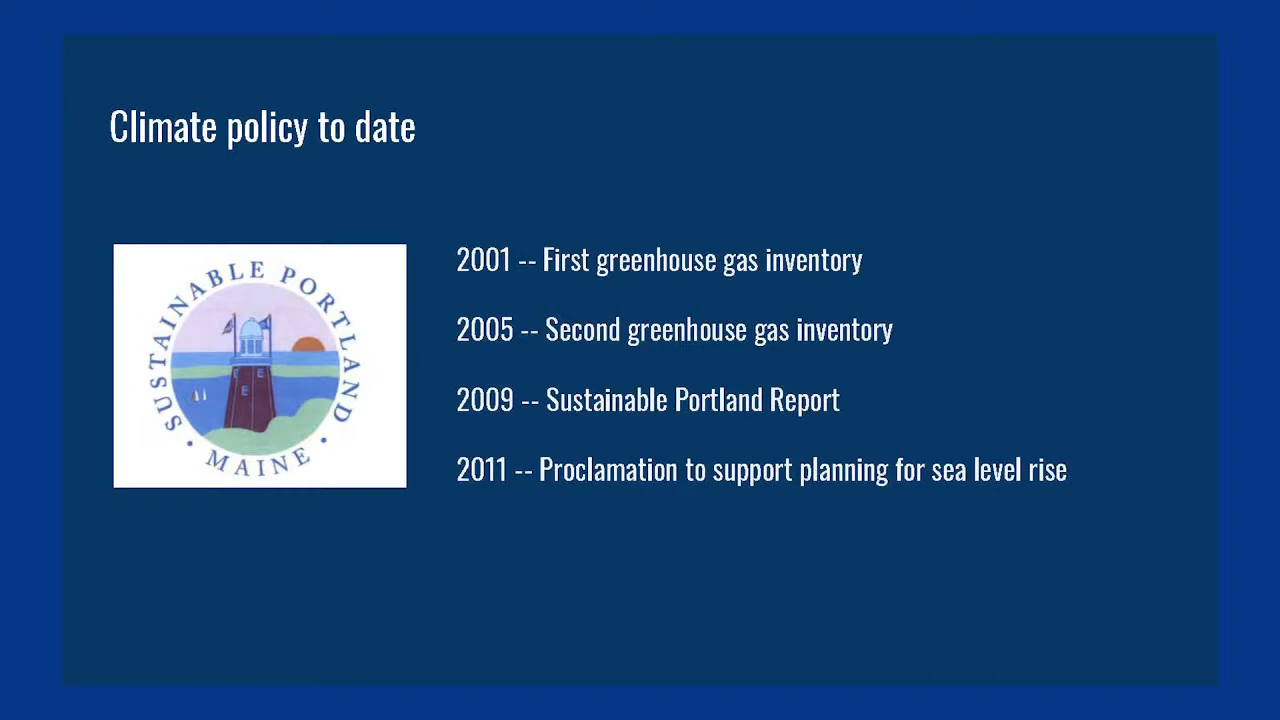 Climate policy to date
SUSTAINABLE PORTLAND
• MAINE •
2001 -- First greenhouse gas inventory
2005 -- Second greenhouse gas inventory
2009 -- Sustainable Portland Report
2011 -- Proclamation to support planning for sea level rise